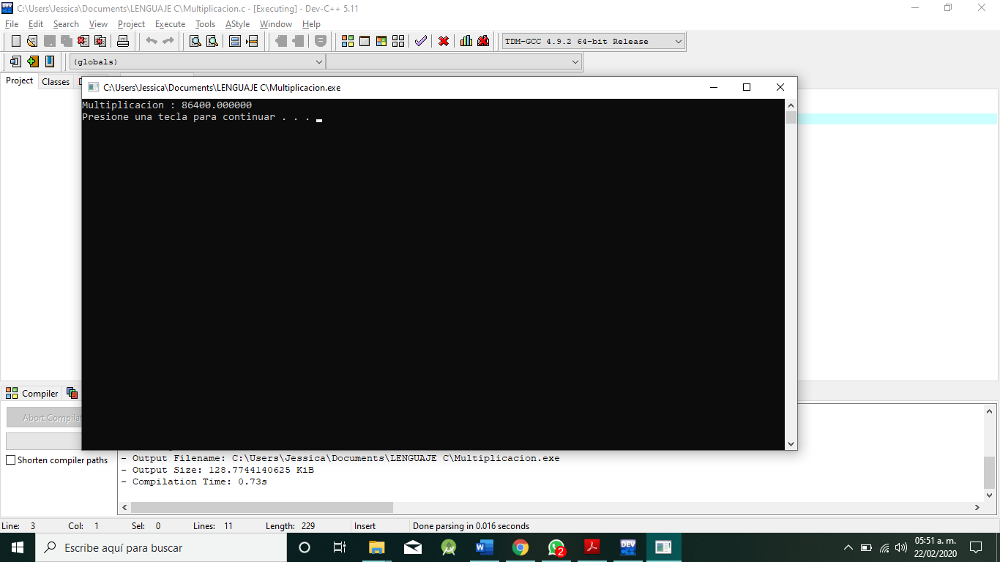 C:\Users\Jessica\Documents\LENGUAJE C\Multiplicacion.c - [Executing] - Dev-C++ 5.11
File Edit Search View Project Execute Tools AStyle Window Help
TDM-GCC 4.9.2 64-bit Release
(globals)
Project Classes
C:\Users\Jessica\Documents\LENGUAJE C\Multiplicacion.exe
Multiplicacion : 86400.000000
Presione una tecla para continuar . . .
Compiler
Abort
Shorten compiler paths
- Output Filename: C:\Users\Jessica\Documents\LENGUAJE C\Multiplicacion.exe
- Output Size: 128.7744140625 KiB
- Compilation Time: 0.73s
Line: 3 Col: 1 Sel: 0 Lines: 11 Length: 229 Insert Done parsing in 0.016 seconds
Escribe aquí para buscar
2
DEV
05:51 a. m.
22/02/2020